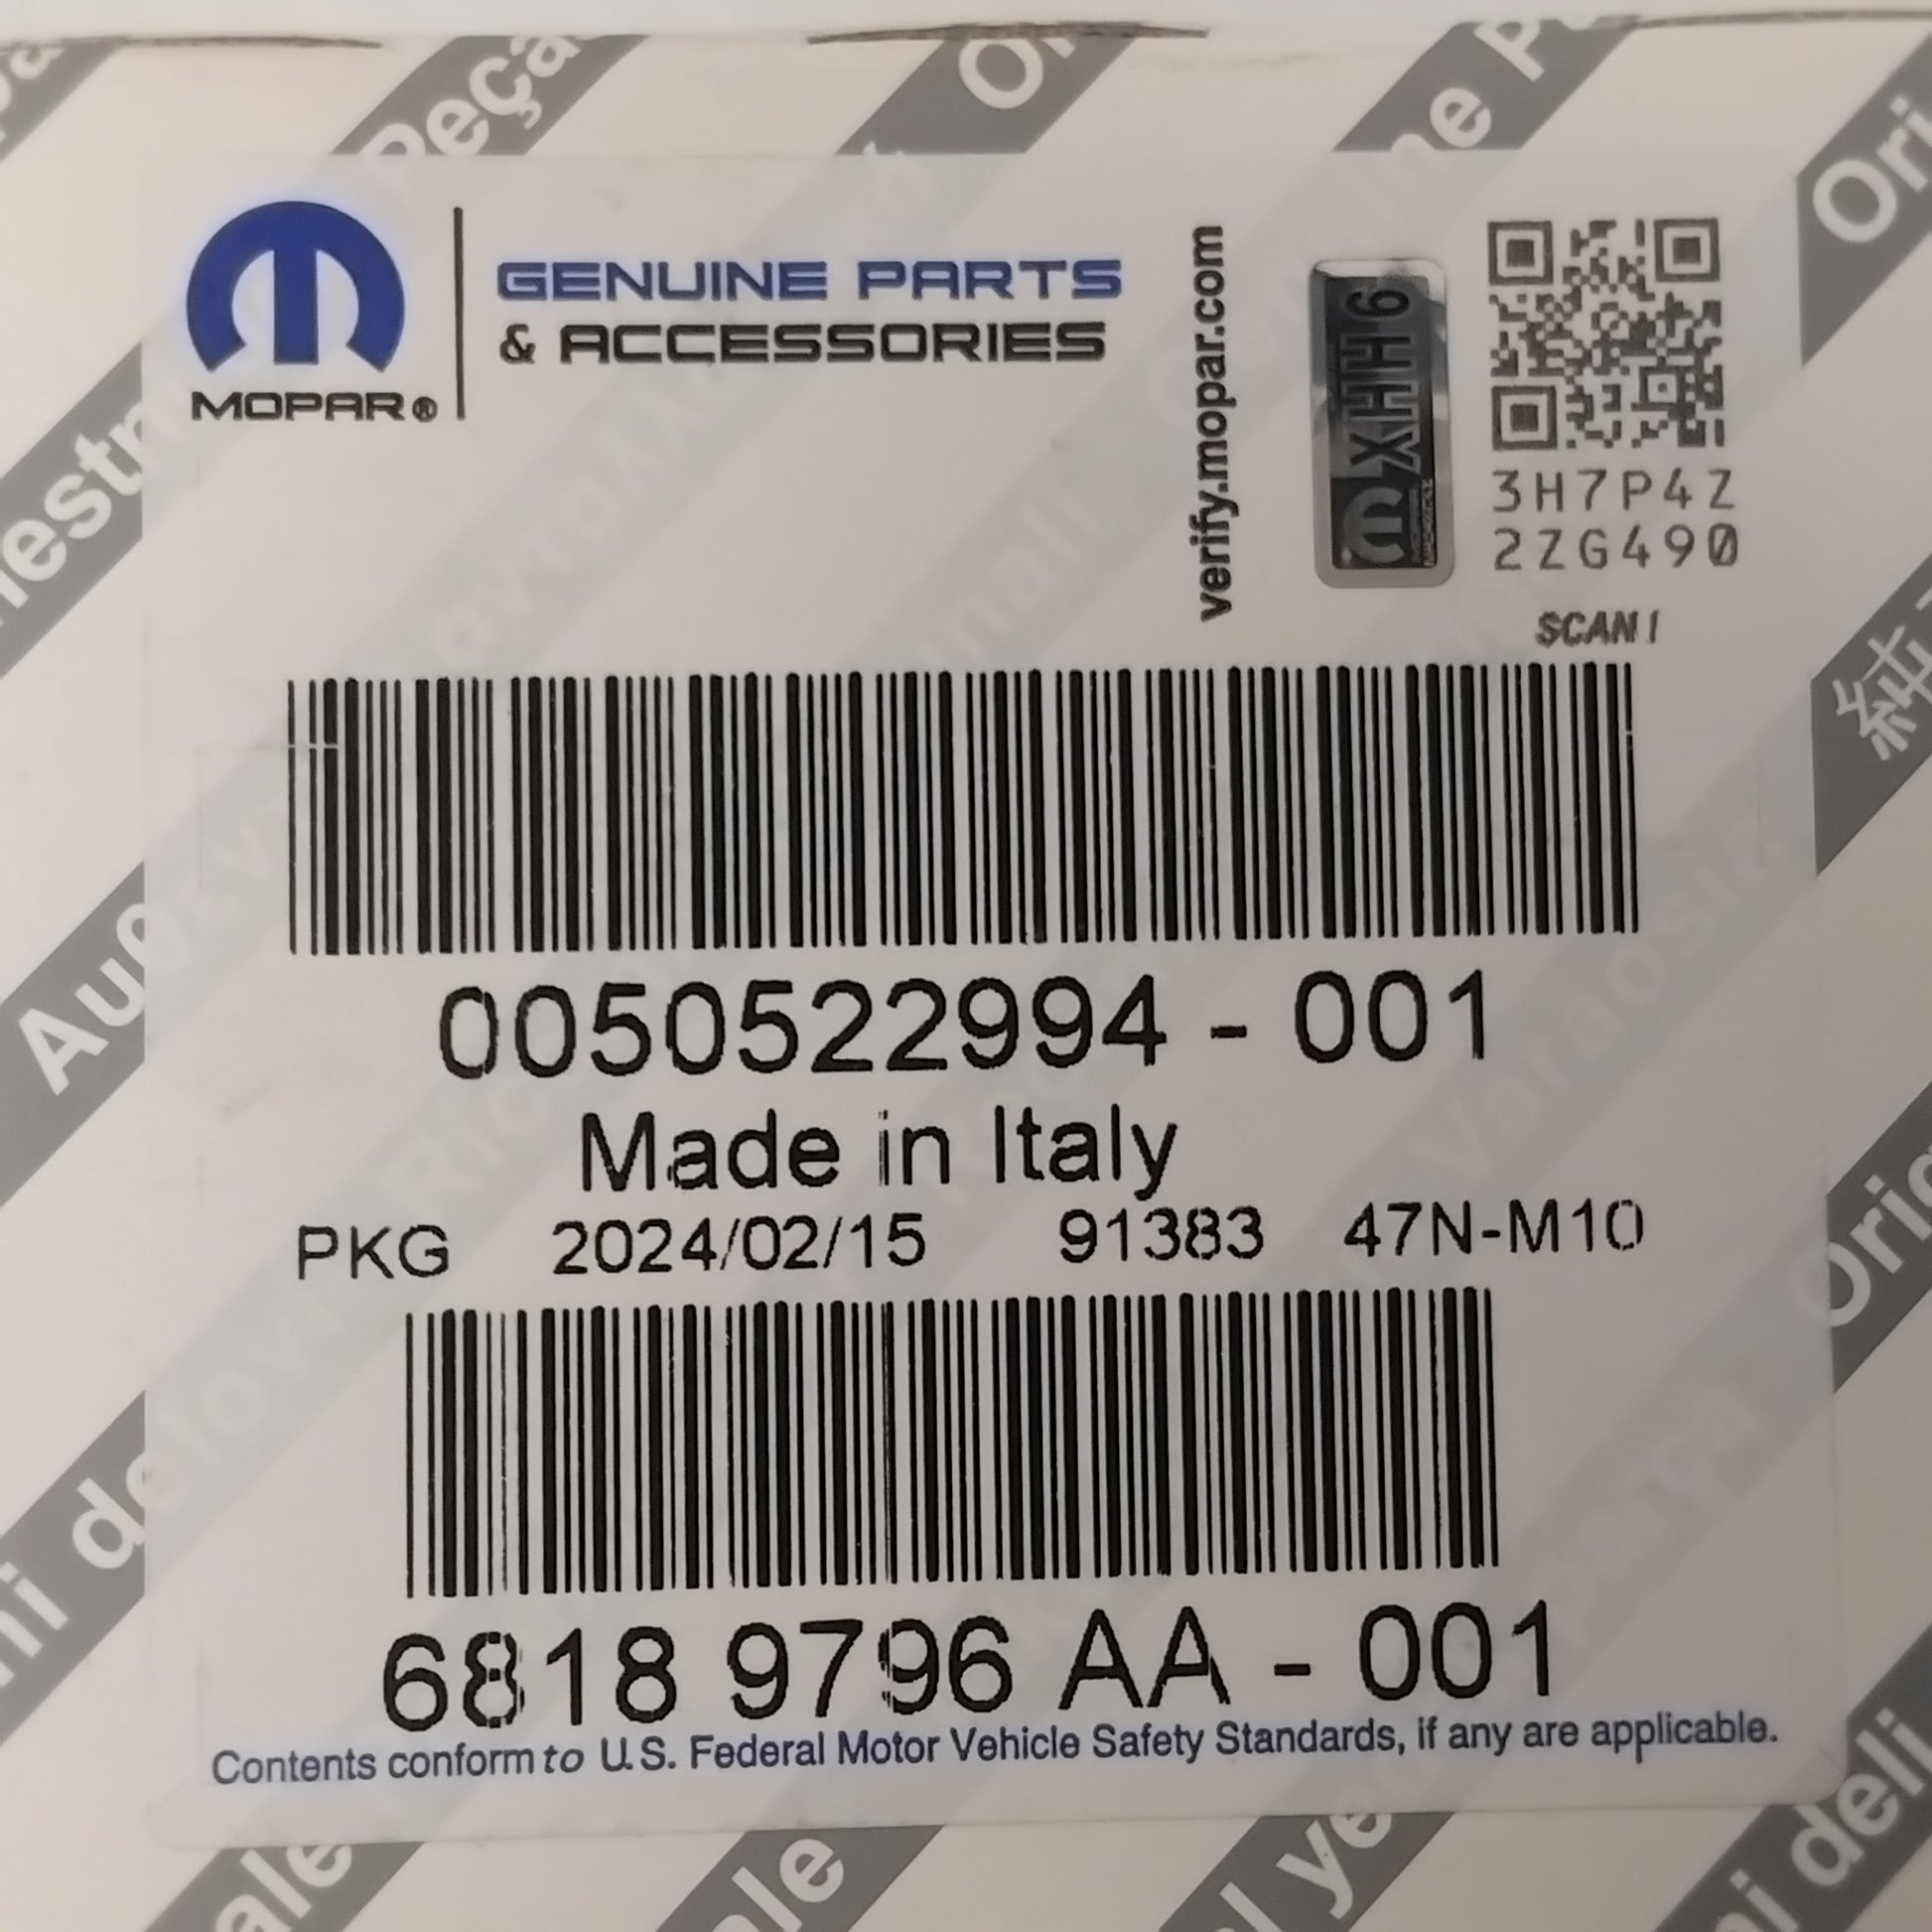 Peça
Ori
MOPAR®
GENUINE PARTS
& ACCESSORIES
verify.mopar.com
XHH6
3H7P4Z
2ZG490
SCAN !
0050522994 - 001
Made in Italy
PKG 2024/02/15 91383 47N-M10
6818 9796 AA - 001
Contents conform to U.S. Federal Motor Vehicle Safety Standards, if any are applicable.